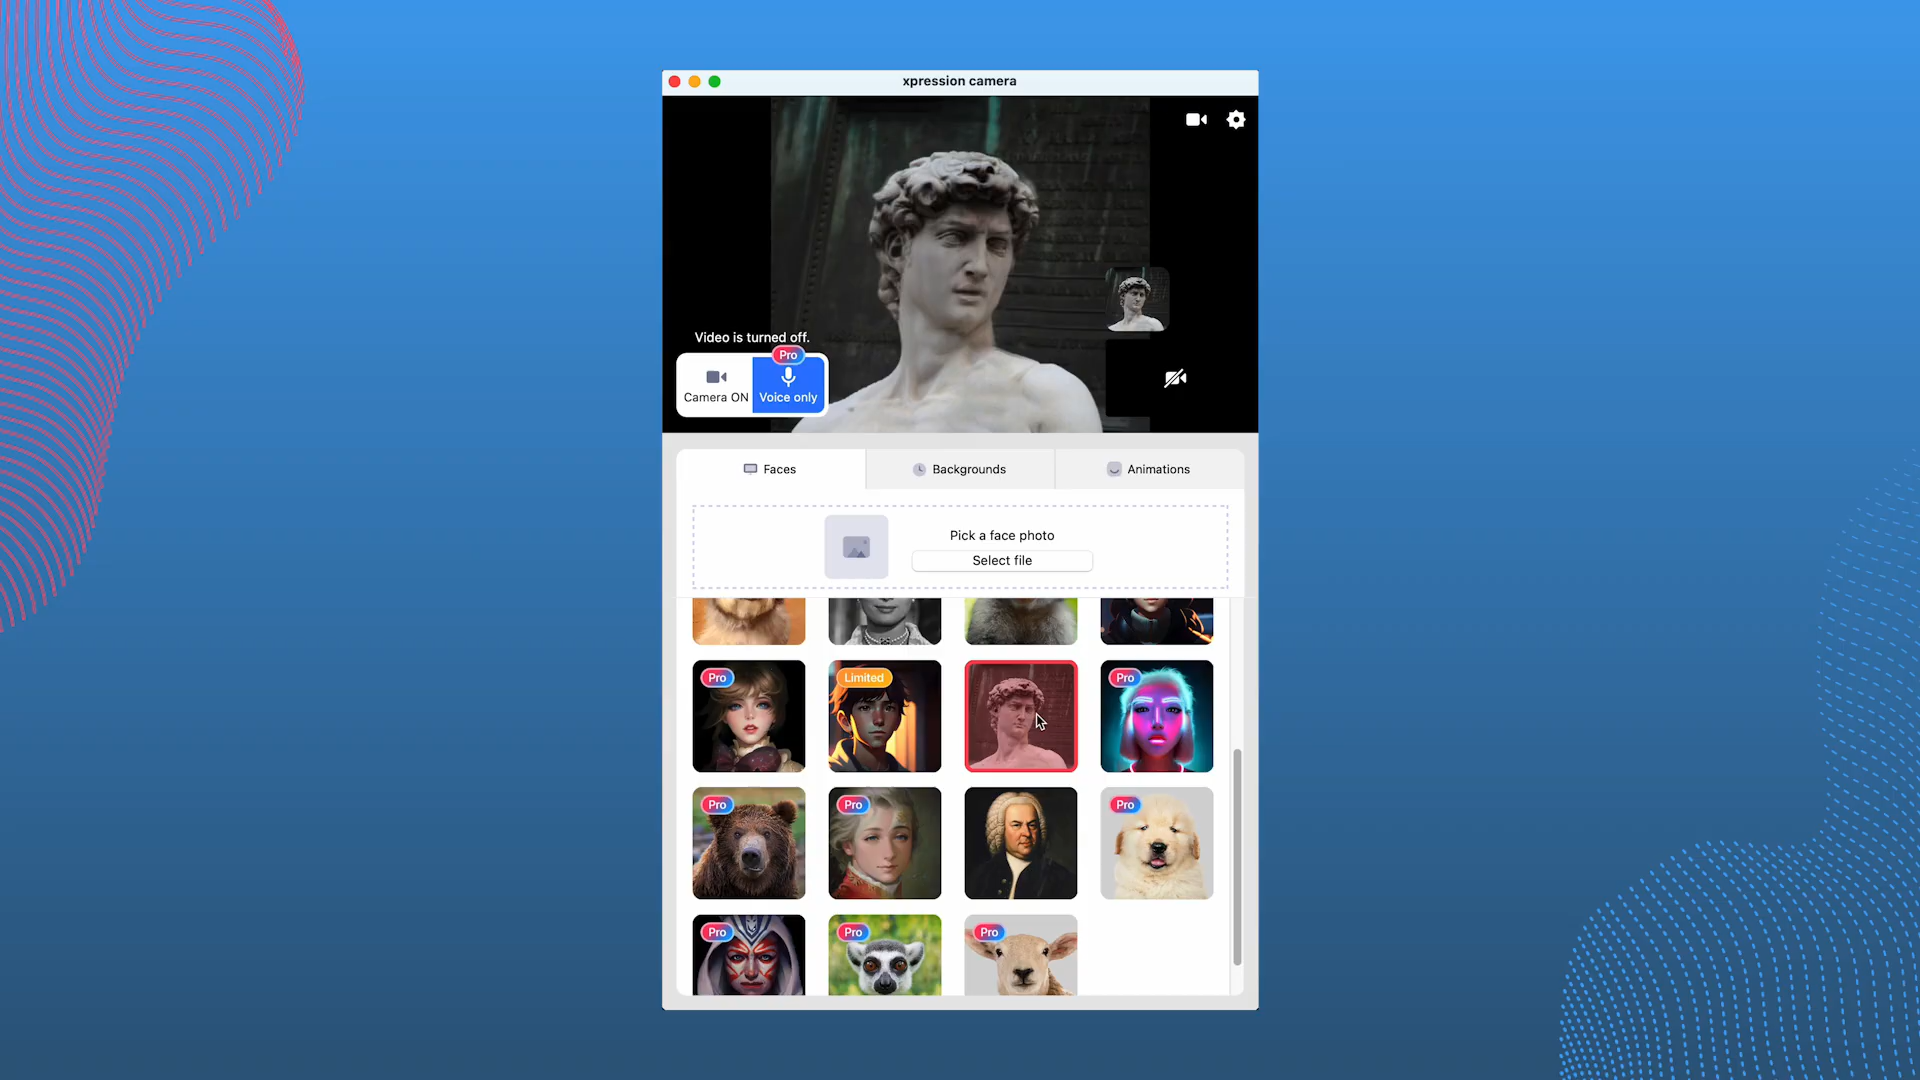 xpression camera
Video is turned off.
Pro
Camera ON
Voice only
Faces
Backgrounds
Animations
Pick a face photo
Select file
Pro
Limited
Pro
Pro
Pro
Pro
Pro
Pro
Pro